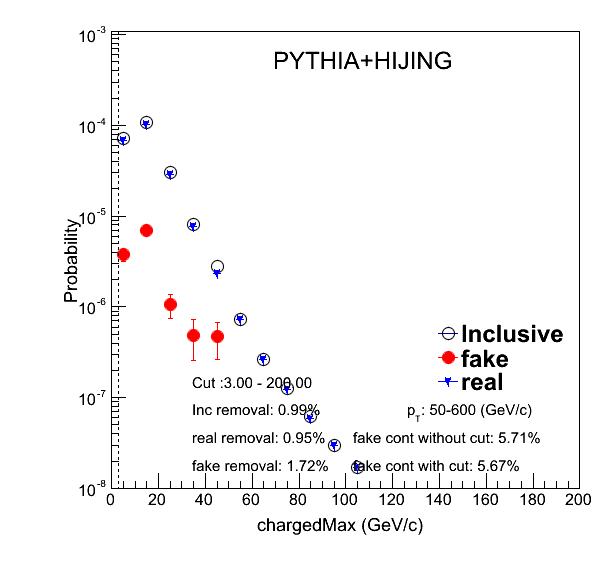 PYTHIA+HIJING
10-3
10-4
10-5
10-6
10-7
10-8
Probability
Inclusive
fake
real
Cut :3.00 - 200.00
Inc removal: 0.99%
pT: 50-600 (GeV/c)
real removal: 0.95%
fake cont without cut: 5.71%
fake removal: 1.72%
fake cont with cut: 5.67%
0 20 40 60 80 100 120 140 160 180 200
chargedMax (GeV/c)